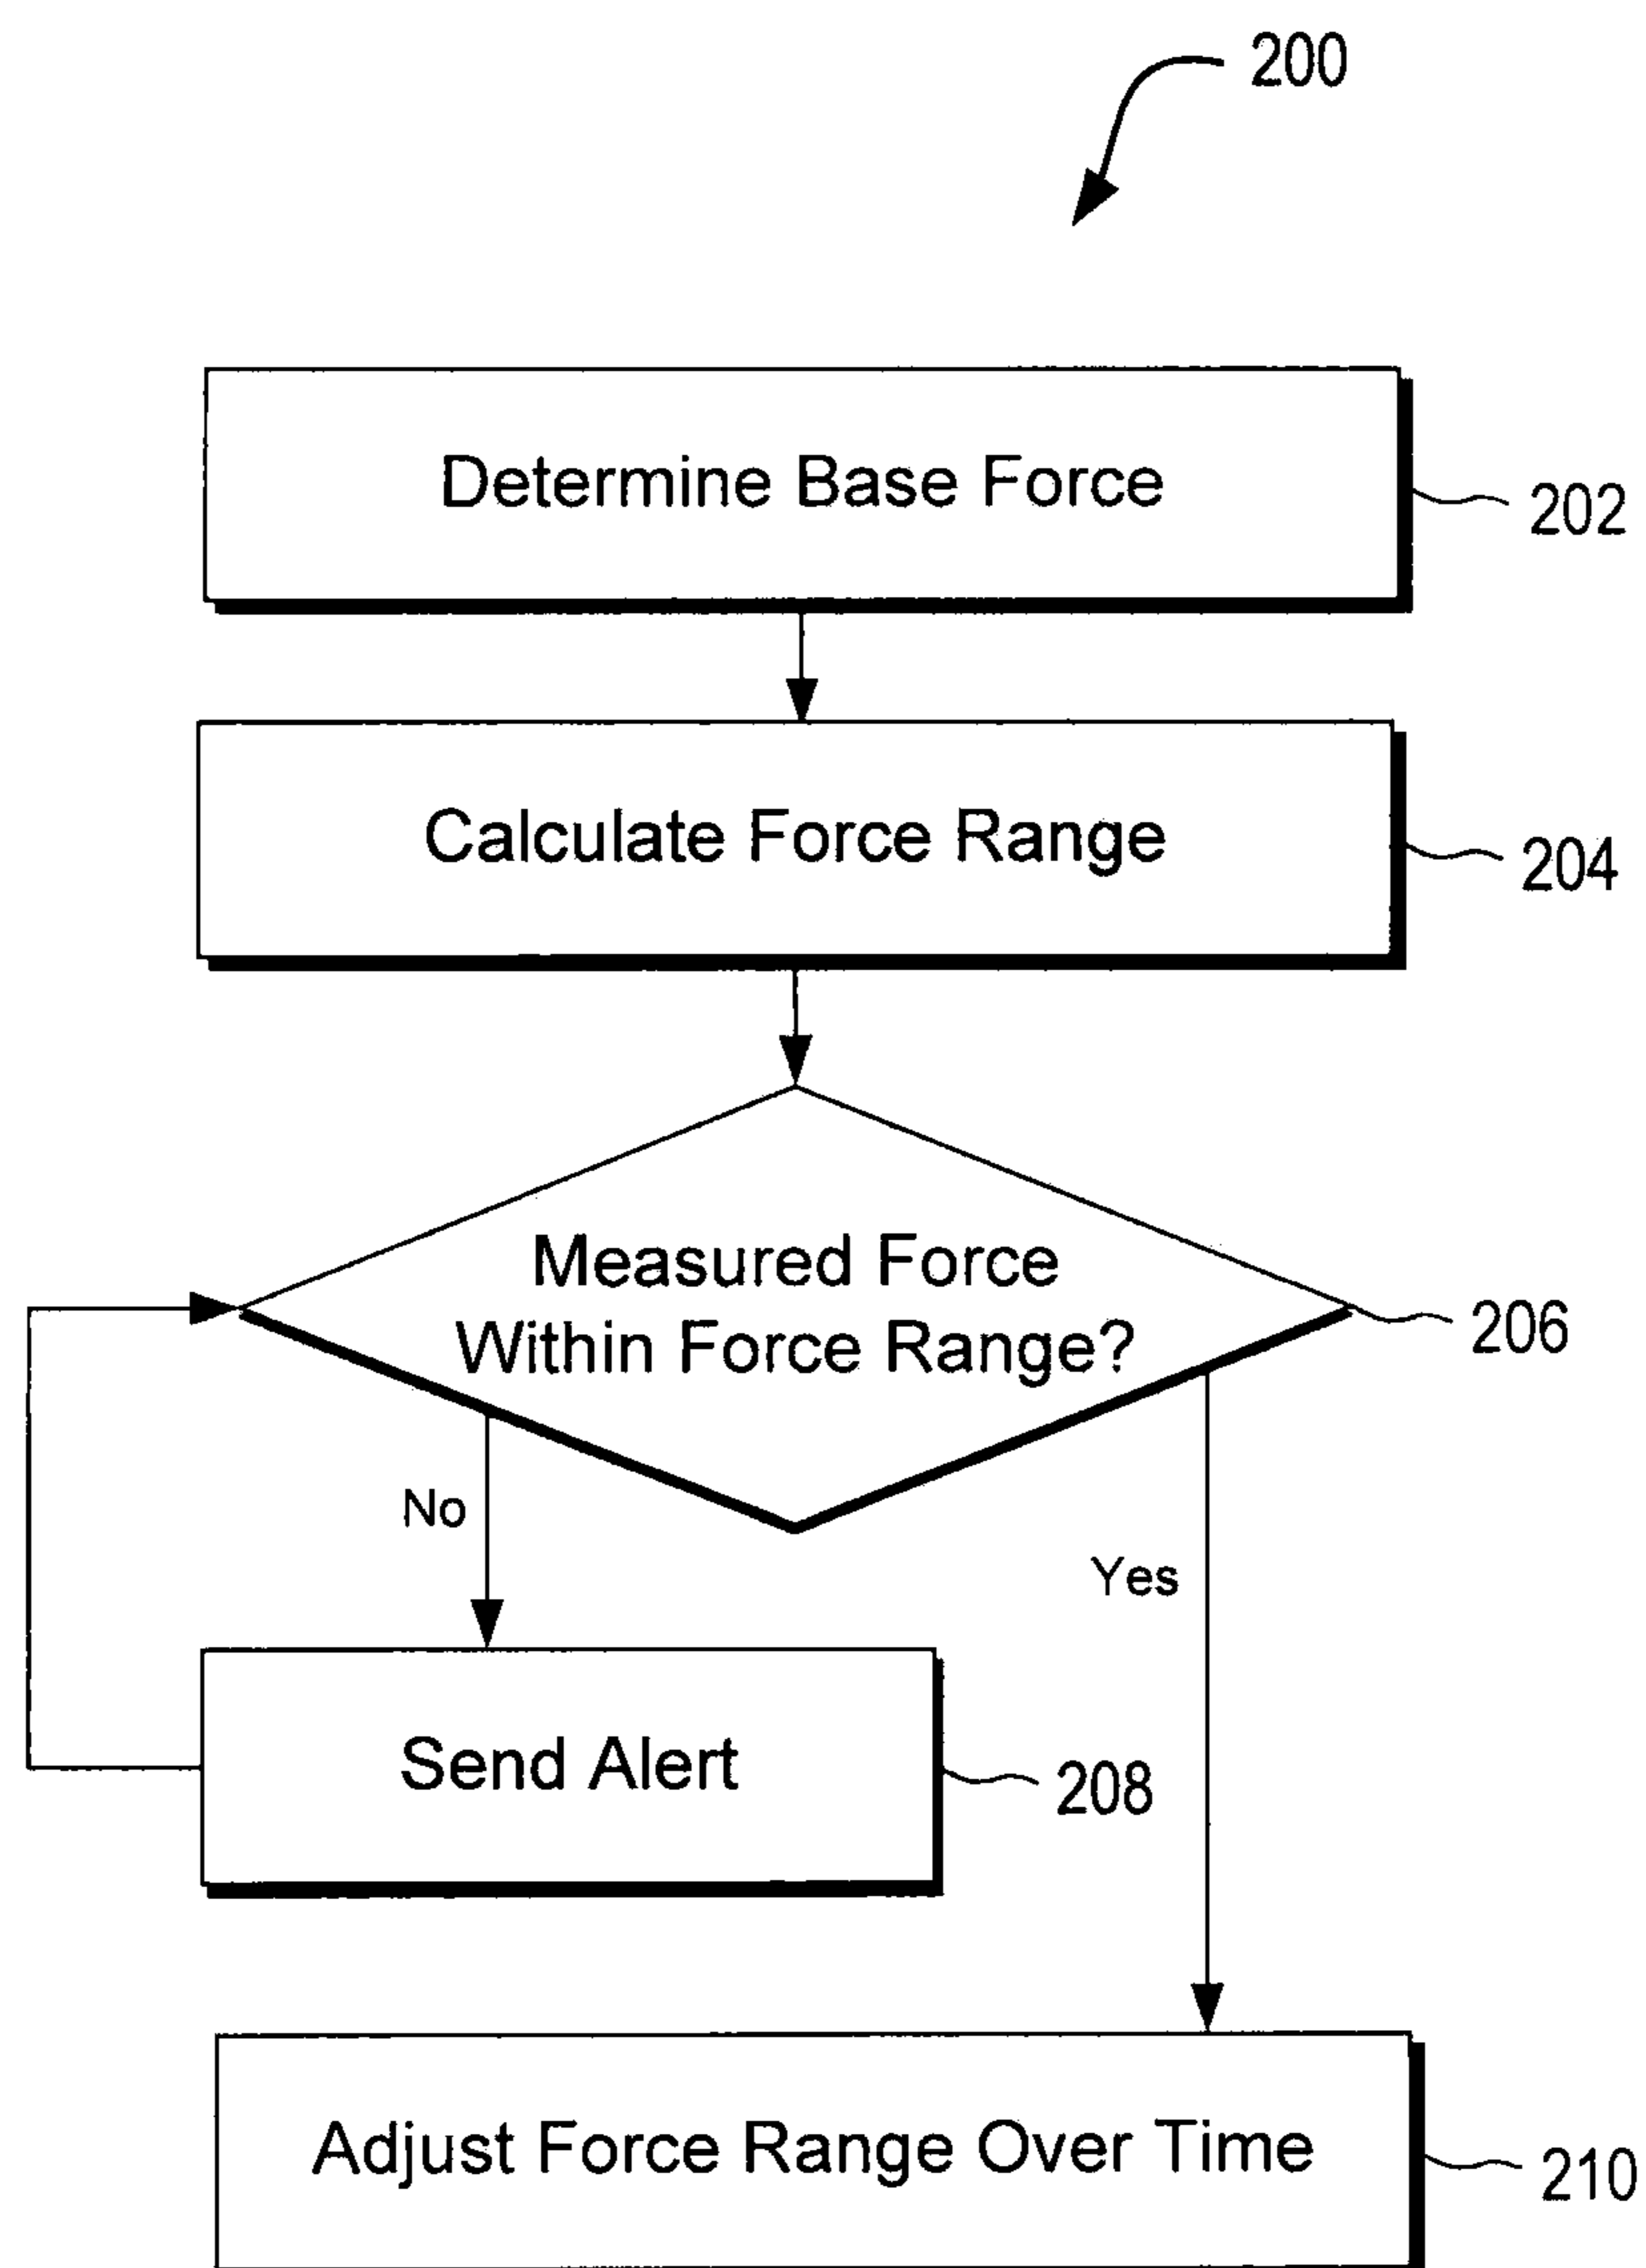 200
Determine Base Force
202
Calculate Force Range
204
Measured Force
Within Force Range?
206
No
Yes
Send Alert
208
Adjust Force Range Over Time
210